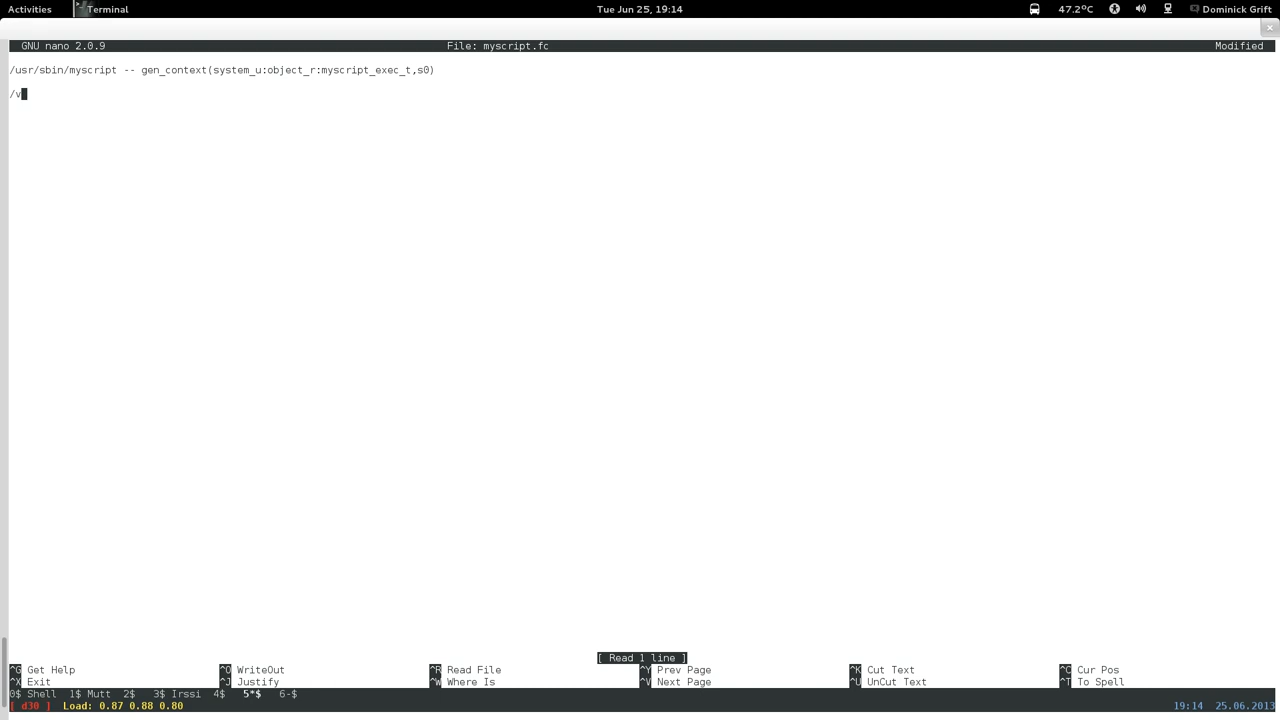 Activities Terminal Tue Jun 25, 19:14 47.2°C Dominick Grift
GNU nano 2.0.9 File: myscript.fc Modified
/usr/sbin/myscript -- gen_context(system_u:object_r:myscript_exec_t,s0)
/v
[ Read 1 line ]
^G Get Help ^O WriteOut ^R Read File ^Y Prev Page ^K Cut Text ^C Cur Pos
^X Exit ^J Justify ^W Where Is ^V Next Page ^U UnCut Text ^T To Spell
0$ Shell 1$ Mutt 2$ 3$ Irssi 4$ 5*$ 6-$
[ d30 ] Load: 0.87 0.88 0.80 19:14 25.06.2013